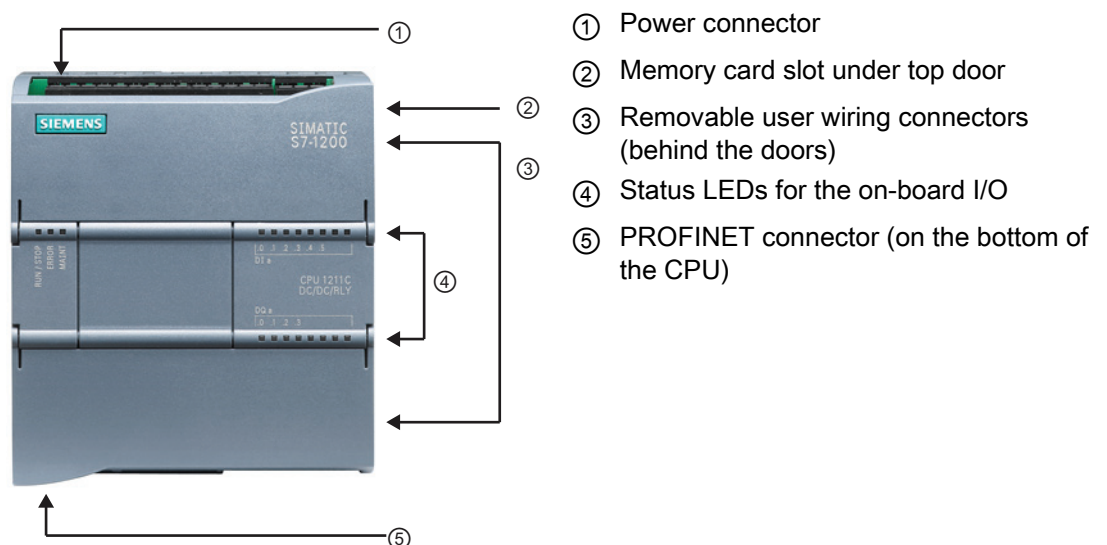 ①
① Power connector
② Memory card slot under top door
③ Removable user wiring connectors
(behind the doors)
④ Status LEDs for the on-board I/O
⑤ PROFINET connector (on the bottom of
the CPU)
②
③
④
⑤
SIEMENS
SIMATIC
S7-1200
RUN / STOP
ERROR
MAINT
.0 .1 .2 .3 .4 .5
DI a
CPU 1211C
DC/DC/RLY
DQ a
.0 .1 .2 .3